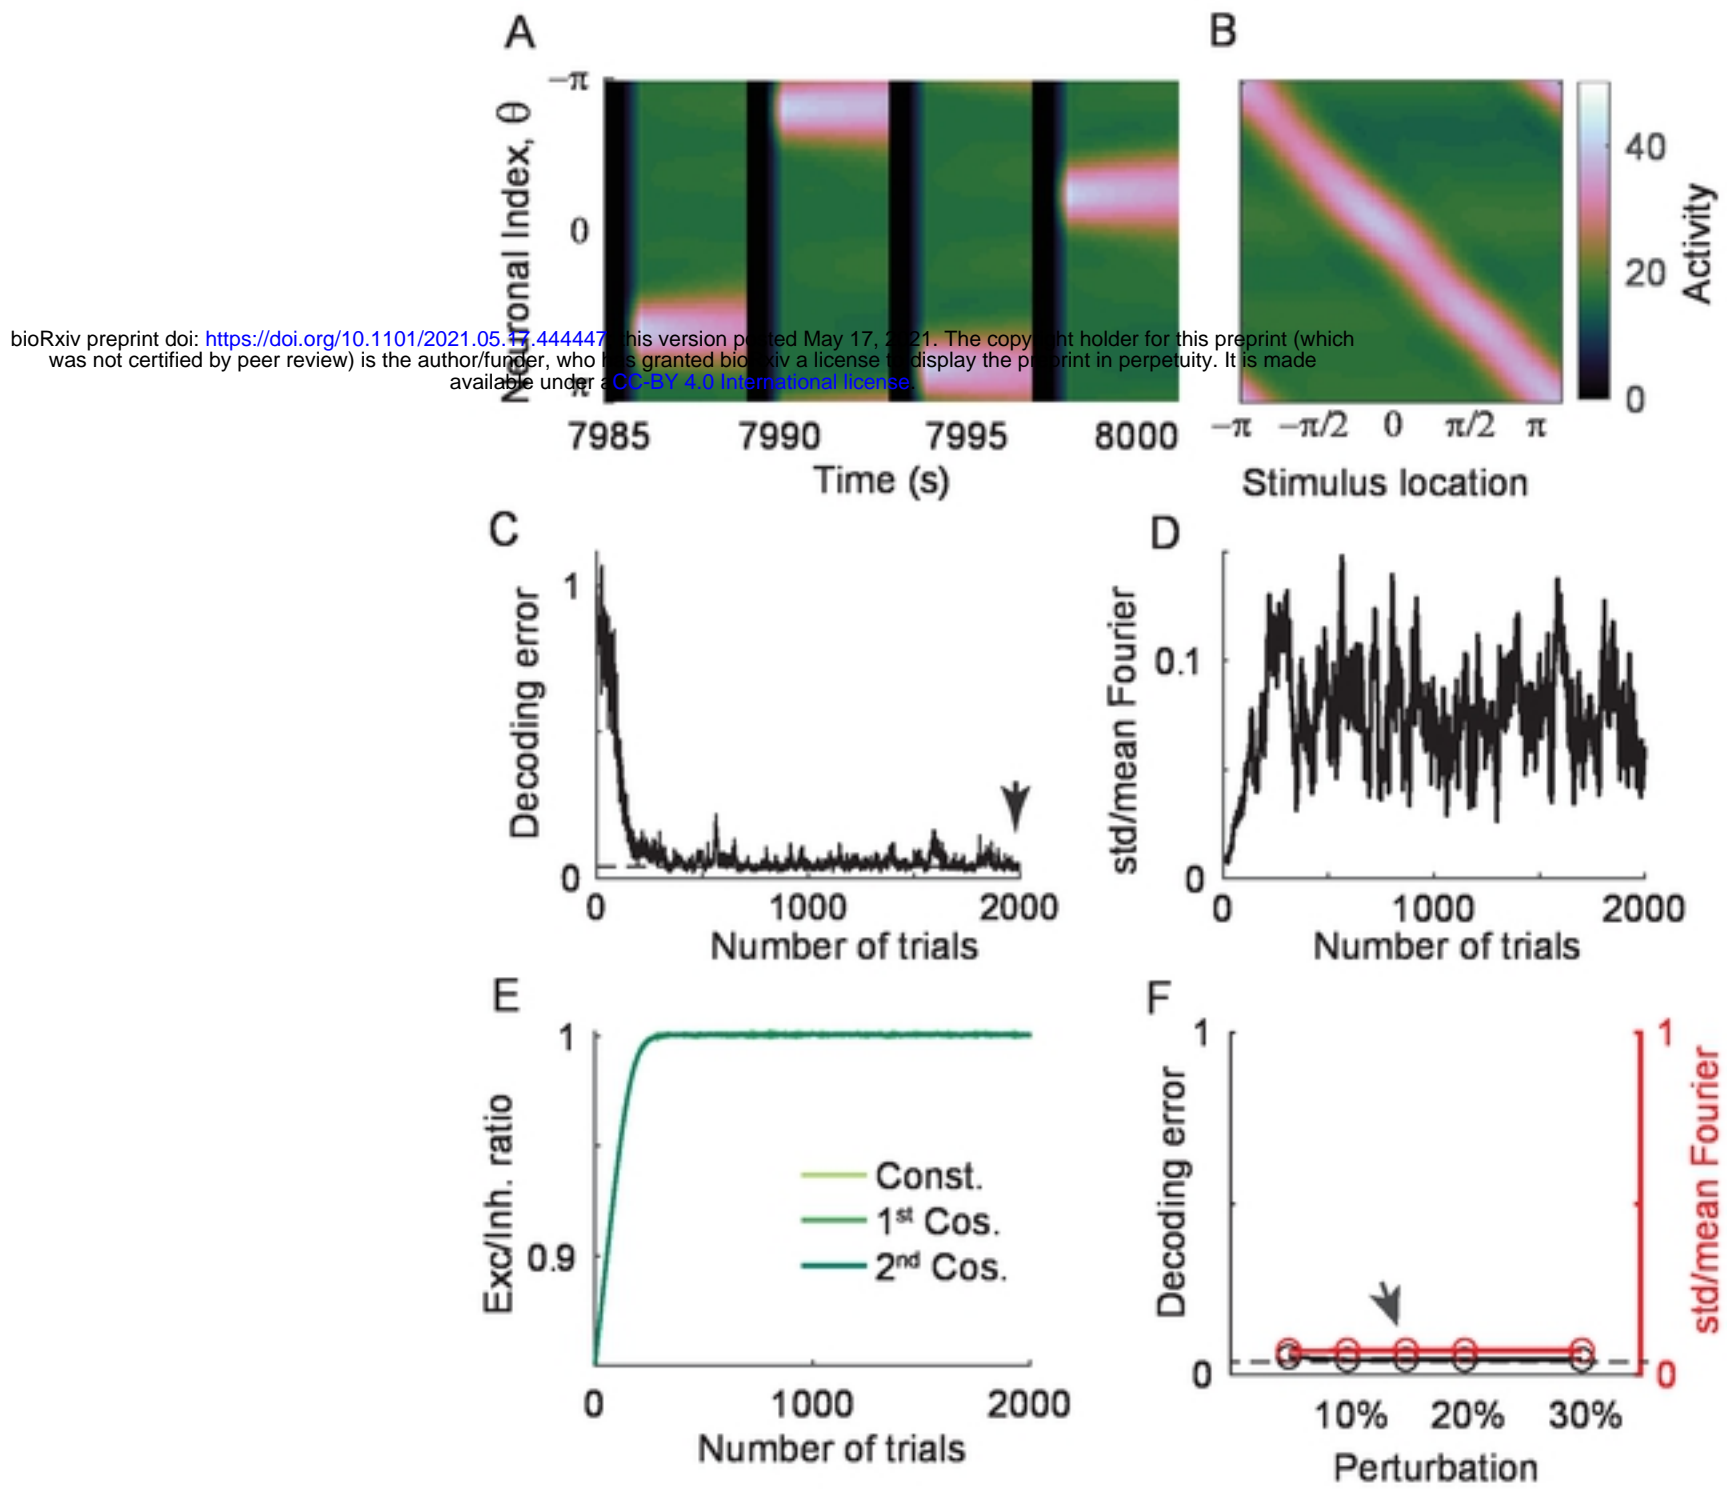 A
B
−π
0
π
Neuronal Index, θ
7985 7990 7995 8000
Time (s)
−π −π/2 0 π/2 π
Stimulus location
40
20
0
Activity
bioRxiv preprint doi: https://doi.org/10.1101/2021.05.17.444447 this version posted May 17, 2021. The copyright holder for this preprint (which
was not certified by peer review) is the author/funder, who has granted bioRxiv a license to display the preprint in perpetuity. It is made
available under a CC-BY 4.0 International license.
C
Decoding error
1
0
0 1000 2000
Number of trials
D
std/mean Fourier
0.1
0
0 1000 2000
Number of trials
E
Exc/Inh. ratio
1
0.9
Const.
1st Cos.
2nd Cos.
0 1000 2000
Number of trials
F
Decoding error
1
0
1
0
std/mean Fourier
10% 20% 30%
Perturbation